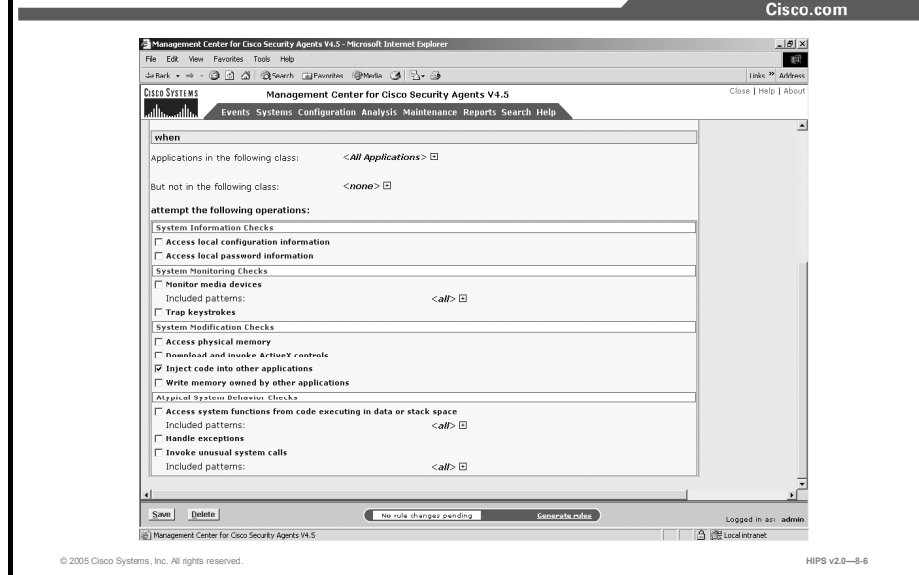 Cisco.com
Management Center for Cisco Security Agents V4.5 - Microsoft Internet Explorer
File Edit View Favorites Tools Help
Back Search Favorites Media Links » Address
CISCO SYSTEMS Management Center for Cisco Security Agents V4.5 Close | Help | About
Events Systems Configuration Analysis Maintenance Reports Search Help
when
Applications in the following class: <All Applications>
But not in the following class: <none>
attempt the following operations:
System Information Checks
Access local configuration information
Access local password information
System Monitoring Checks
Monitor media devices
Included patterns: <all>
Trap keystrokes
System Modification Checks
Access physical memory
Download and invoke ActiveX controls
Inject code into other applications
Write memory owned by other applications
Atypical System Behavior Checks
Access system functions from code executing in data or stack space
Included patterns: <all>
Handle exceptions
Invoke unusual system calls
Included patterns: <all>
Save Delete No rule changes pending Generate rules Logged in as: admin
Management Center for Cisco Security Agents V4.5 Local intranet
© 2005 Cisco Systems, Inc. All rights reserved. HIPS v2.0—8-6